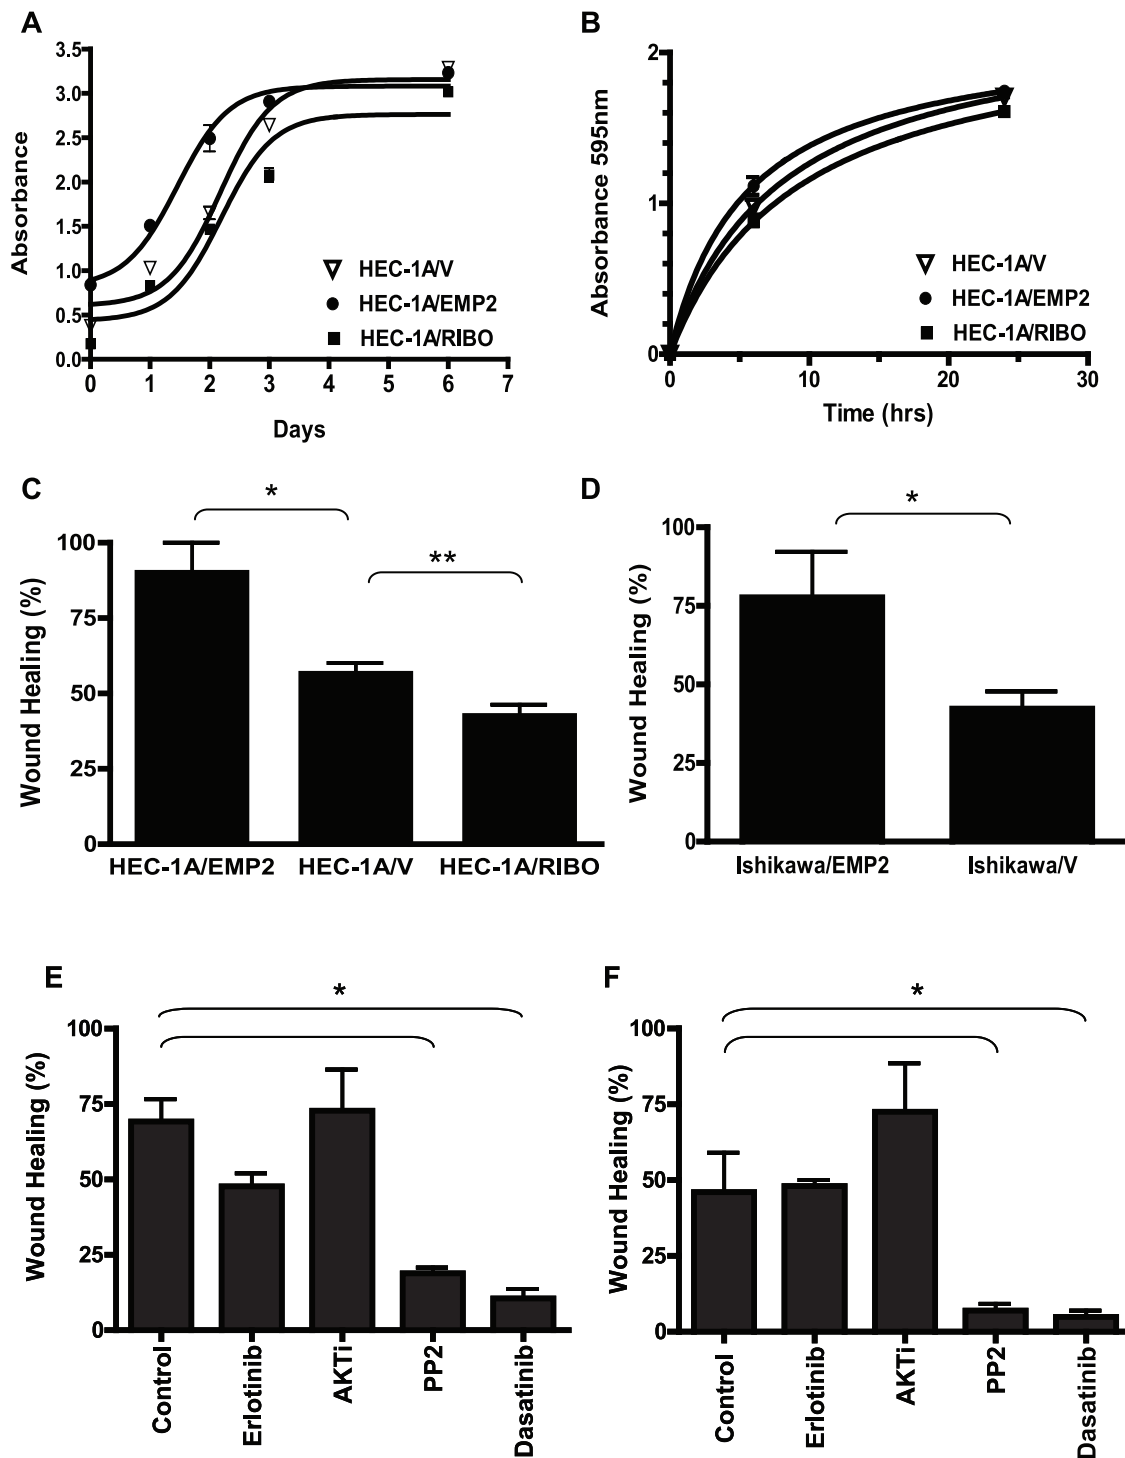 A
3.5
3.0
2.5
2.0
1.5
1.0
0.5
0.0
Absorbance
0 1 2 3 4 5 6 7
Days
HEC-1A/V
HEC-1A/EMP2
HEC-1A/RIBO
B
2
1
0
Absorbance 595nm
0 10 20 30
Time (hrs)
HEC-1A/V
HEC-1A/EMP2
HEC-1A/RIBO
C
*
**
100
75
50
25
0
Wound Healing (%)
HEC-1A/EMP2 HEC-1A/V HEC-1A/RIBO
D
*
100
75
50
25
0
Wound Healing (%)
Ishikawa/EMP2 Ishikawa/V
E
*
100
75
50
25
0
Wound Healing (%)
Control
Erlotinib
AKTi
PP2
Dasatinib
F
*
100
75
50
25
0
Wound Healing (%)
Control
Erlotinib
AKTi
PP2
Dasatinib